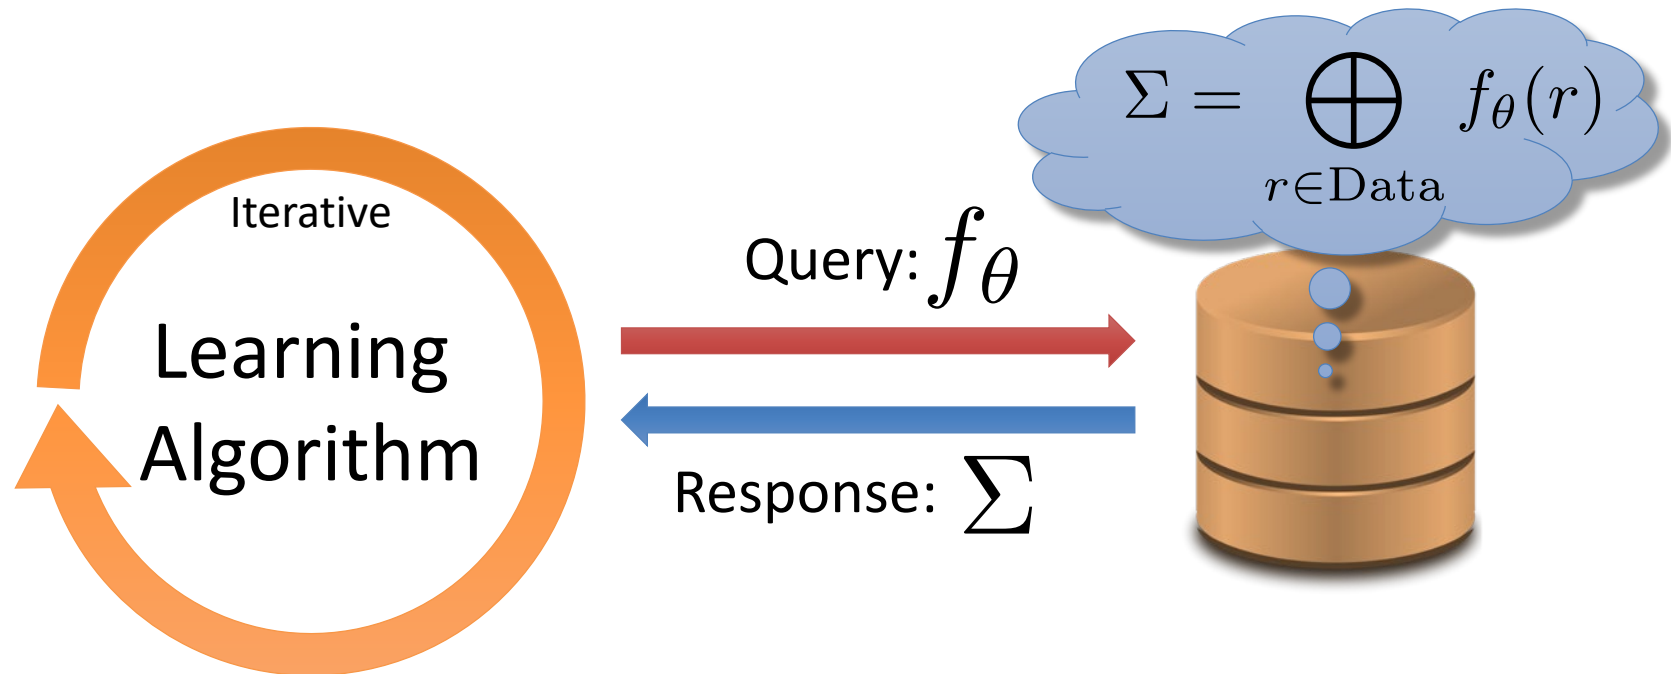 Iterative
Learning
Algorithm
Query: f_θ
Response: Σ
Σ = ⊕ f_θ(r)
r∈Data